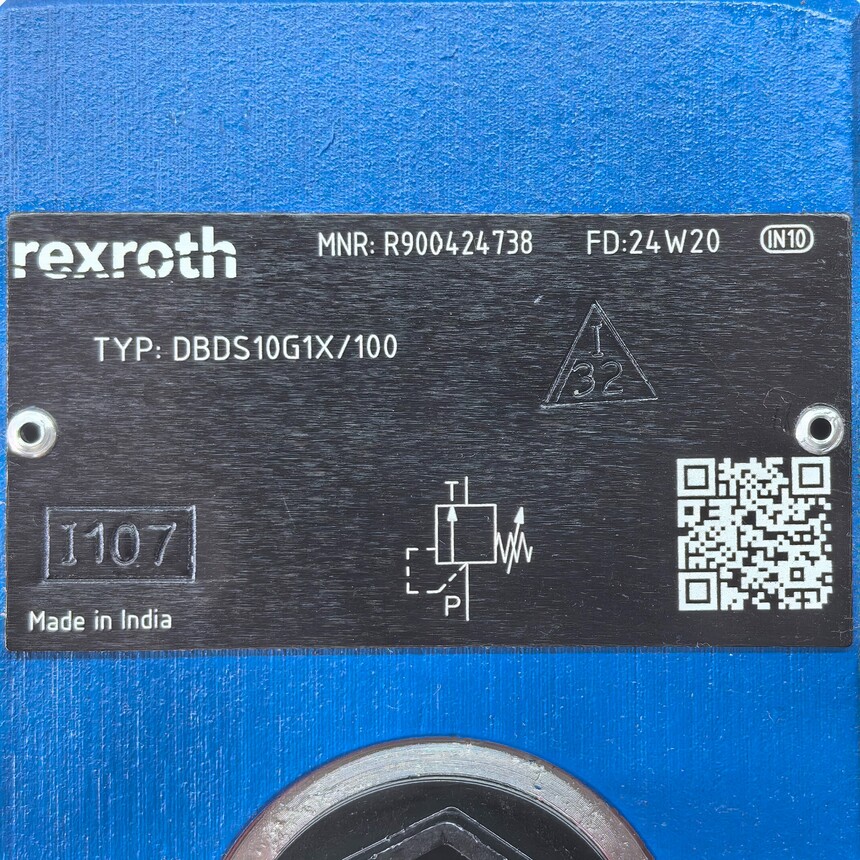 rexroth
MNR: R900424738 FD:24W20 IN10
TYP: DBDS10G1X/100
I
32
T
I107
P
Made in India